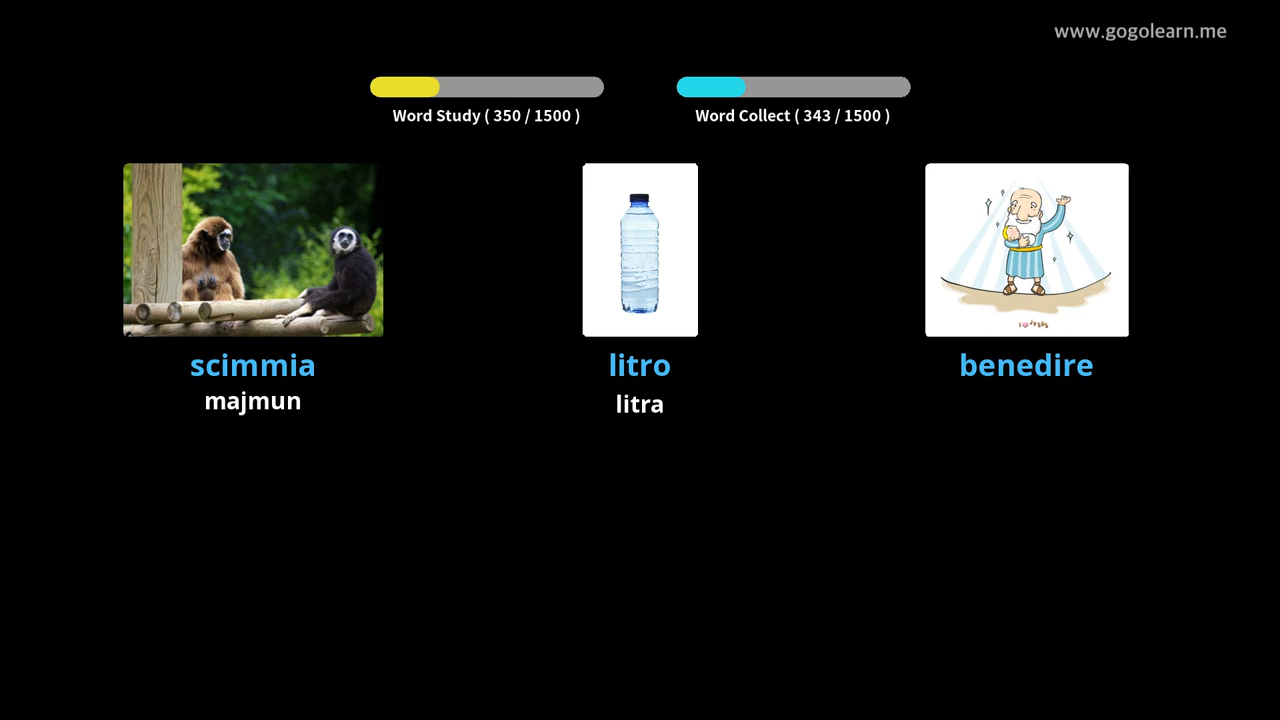 www.gogolearn.me
Word Study ( 350 / 1500 )
Word Collect ( 343 / 1500 )
scimmia
majmun
litro
litra
benedire